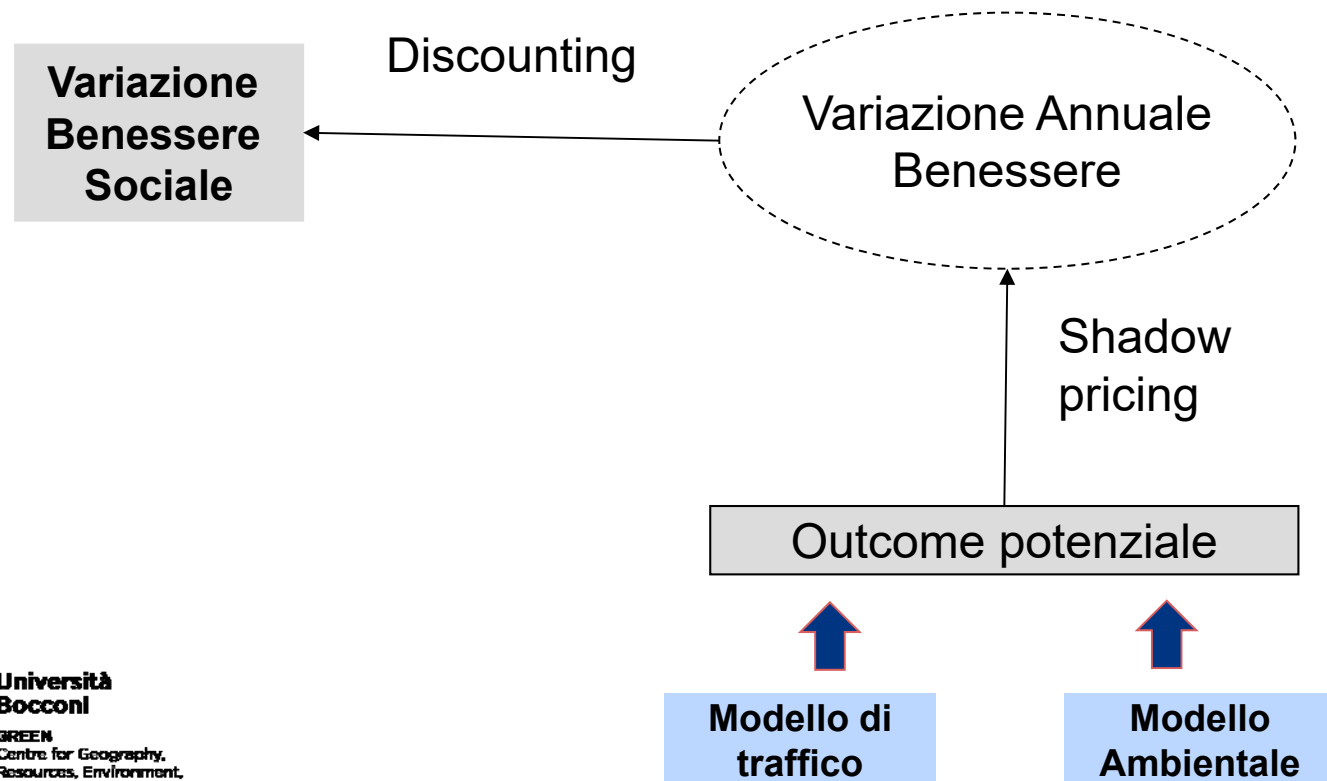 Discounting
Variazione
Benessere
Sociale
Variazione Annuale
Benessere
Shadow
pricing
Outcome potenziale
Università
Bocconi
GREEN
Centre for Geography,
Resources, Environment,
Modello di
traffico
Modello
Ambientale